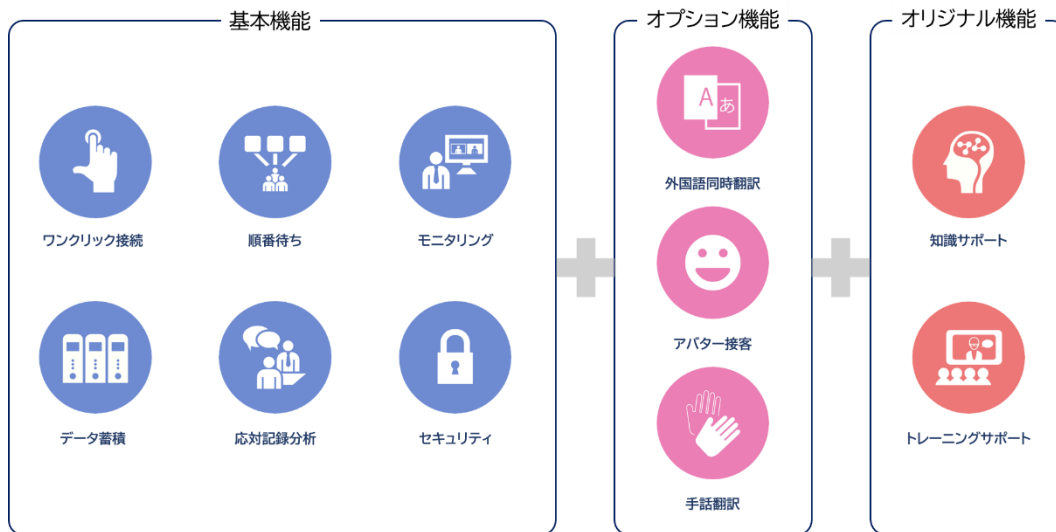 基本機能
ワンクリック接続
順番待ち
モニタリング
データ蓄積
応対記録分析
セキュリティ
オプション機能
A あ
外国語同時翻訳
アバター接客
手話翻訳
オリジナル機能
知識サポート
トレーニングサポート